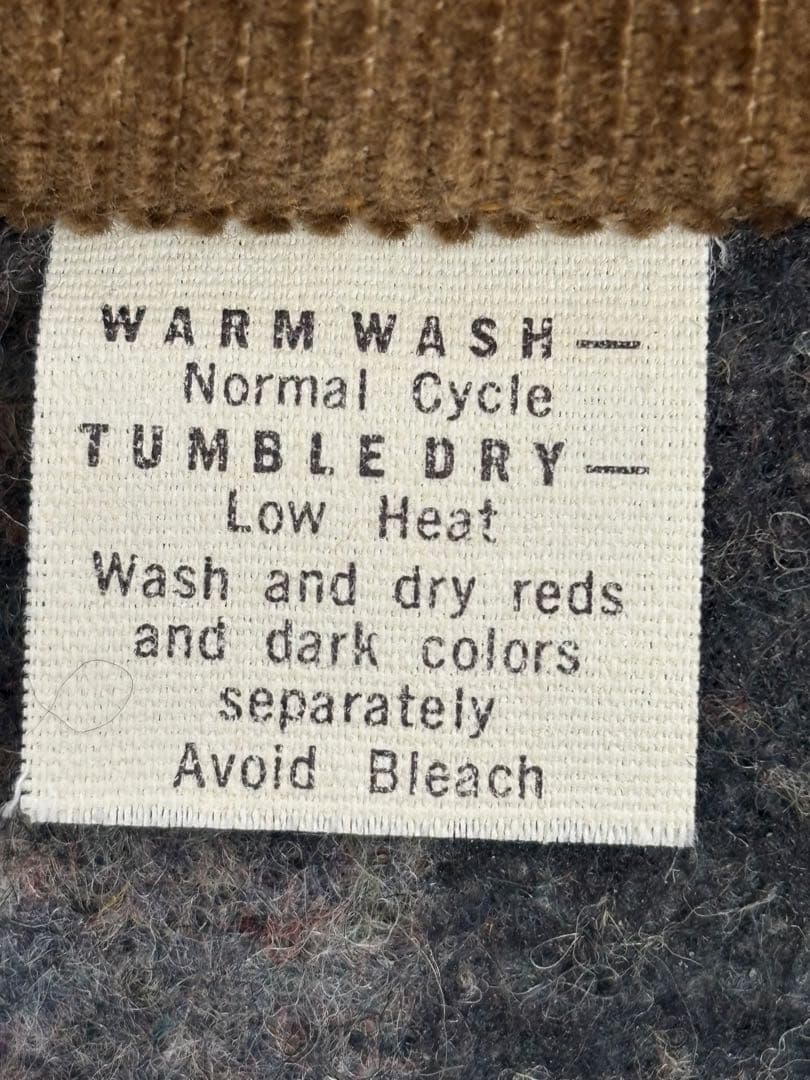 WARM WASH—
Normal Cycle
TUMBLE DRY—
Low Heat
Wash and dry reds
and dark colors
separately
Avoid Bleach